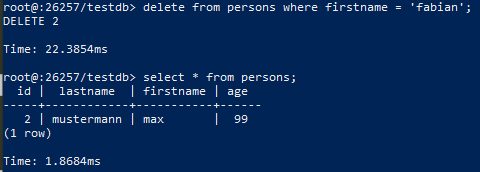 root@:26257/testdb> delete from persons where firstname = 'fabian';
DELETE 2
Time: 22.3854ms
root@:26257/testdb> select * from persons;
  id |  lastname  | firstname | age
-----+------------+-----------+------
   2 | mustermann | max       |  99
(1 row)
Time: 1.8684ms